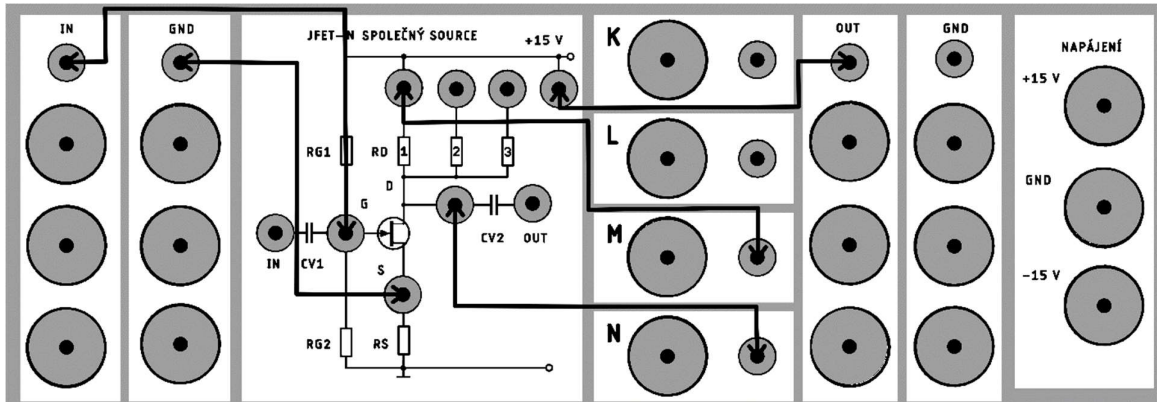 IN
GND
JFET-N SPOLEČNÝ SOURCE
+15 V
RG1
RD
1
2
3
D
G
IN
CV1
CV2
OUT
S
RG2
RS
K
L
M
N
OUT
GND
NAPÁJENÍ
+15 V
GND
-15 V